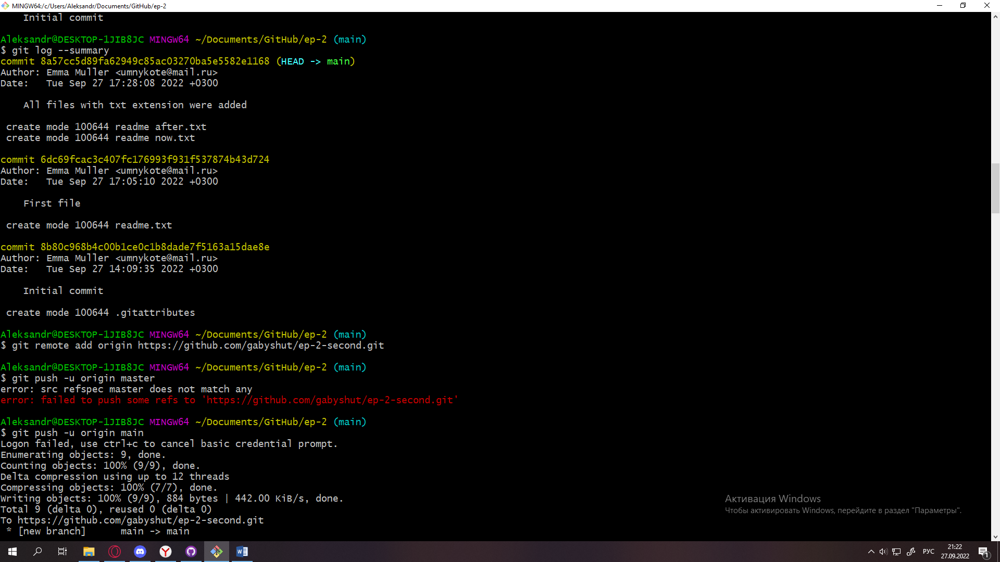 MINGW64:/c/Users/Aleksandr/Documents/GitHub/ep-2
    Initial commit
Aleksandr@DESKTOP-1JIB8JC MINGW64 ~/Documents/GitHub/ep-2 (main)
$ git log --summary
commit 8a57cc5d89fa62949c85ac03270ba5e5582e1168 (HEAD -> main)
Author: Emma Muller <umnykote@mail.ru>
Date:   Tue Sep 27 17:28:08 2022 +0300
    All files with txt extension were added
 create mode 100644 readme after.txt
 create mode 100644 readme now.txt
commit 6dc69fcac3c407fc176993f931f537874b43d724
Author: Emma Muller <umnykote@mail.ru>
Date:   Tue Sep 27 17:05:10 2022 +0300
    First file
 create mode 100644 readme.txt
commit 8b80c968b4c00b1ce0c1b8dade7f5163a15dae8e
Author: Emma Muller <umnykote@mail.ru>
Date:   Tue Sep 27 14:09:35 2022 +0300
    Initial commit
 create mode 100644 .gitattributes
Aleksandr@DESKTOP-1JIB8JC MINGW64 ~/Documents/GitHub/ep-2 (main)
$ git remote add origin https://github.com/gabyshut/ep-2-second.git
Aleksandr@DESKTOP-1JIB8JC MINGW64 ~/Documents/GitHub/ep-2 (main)
$ git push -u origin master
error: src refspec master does not match any
error: failed to push some refs to 'https://github.com/gabyshut/ep-2-second.git'
Aleksandr@DESKTOP-1JIB8JC MINGW64 ~/Documents/GitHub/ep-2 (main)
$ git push -u origin main
Logon failed, use ctrl+c to cancel basic credential prompt.
Enumerating objects: 9, done.
Counting objects: 100% (9/9), done.
Delta compression using up to 12 threads
Compressing objects: 100% (7/7), done.
Writing objects: 100% (9/9), 884 bytes | 442.00 KiB/s, done.
Total 9 (delta 0), reused 0 (delta 0)
To https://github.com/gabyshut/ep-2-second.git
 * [new branch]      main -> main
Активация Windows
Чтобы активировать Windows, перейдите в раздел "Параметры".
РУС
21:22
27.09.2022
1